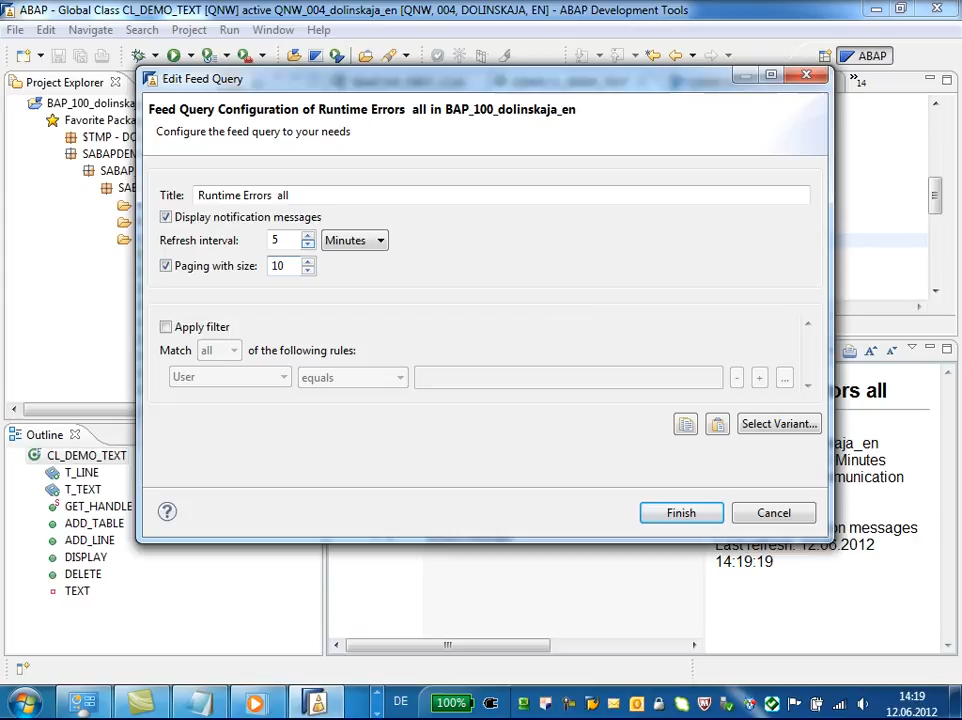 ABAP - Global Class CL_DEMO_TEXT [QNW] active QNW_004_dolinskaja_en [QNW, 004, DOLINSKAJA, EN] - ABAP Development Tools
File Edit Navigate Search Project Run Window Help
ABAP
Project Explorer
14
BAP_100_dolinska
Favorite Packa
$TMP - DO
SABAPDEM
SABAP
SAB
Edit Feed Query
Feed Query Configuration of Runtime Errors all in BAP_100_dolinskaja_en
Configure the feed query to your needs
Title: Runtime Errors all
Display notification messages
Refresh interval: 5 Minutes
Paging with size: 10
Apply filter
Match all of the following rules:
User equals - + ...
Select Variant...
Finish Cancel
Outline
CL_DEMO_TEXT
T_LINE
T_TEXT
GET_HANDLE
ADD_TABLE
ADD_LINE
DISPLAY
DELETE
TEXT
ors all
aja_en
Minutes
munication
on messages
Last refresh: 12.06.2012
14:19:19
DE 100% 14:19
12.06.2012